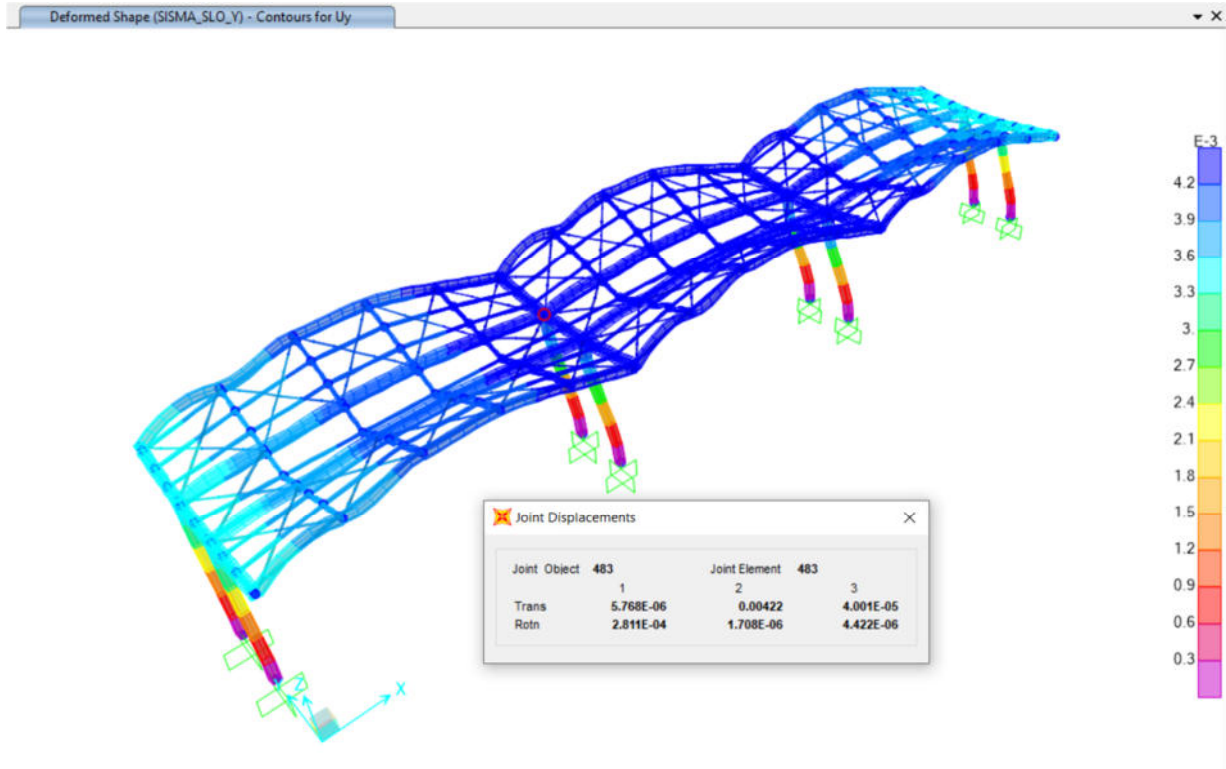 Deformed Shape (SISMA_SLO_Y) - Contours for Uy
E-3
4.2
3.9
3.6
3.3
3.
2.7
2.4
2.1
1.8
1.5
1.2
0.9
0.6
0.3
Joint Displacements
Joint Object 483 Joint Element 483
1 2 3
Trans 5.768E-06 0.00422 4.001E-05
Rotn 2.811E-04 1.708E-06 4.422E-06
Z
X